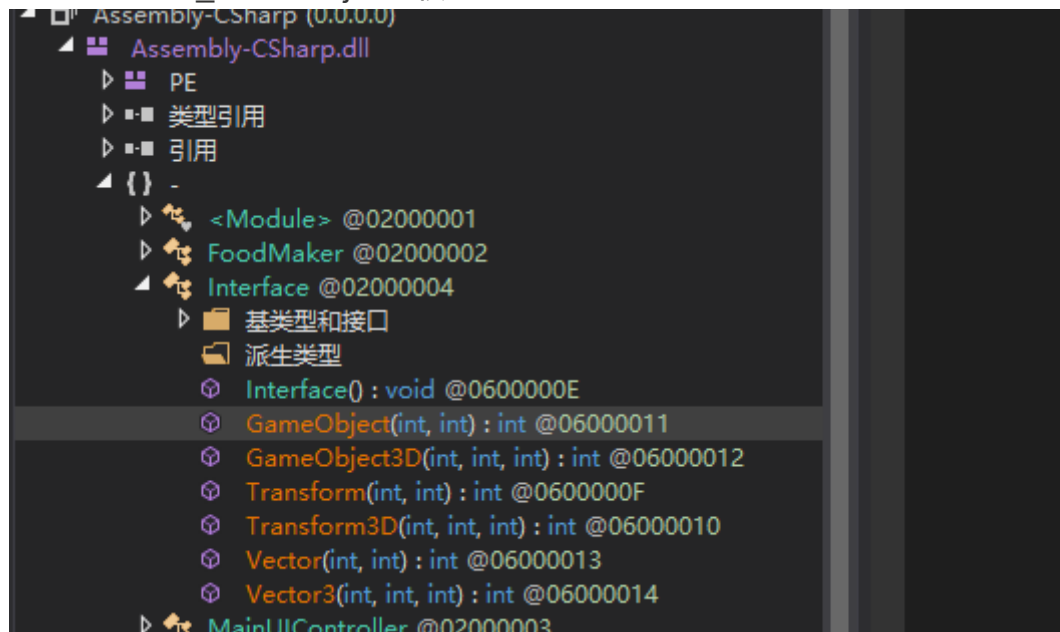 Assembly-CSharp (0.0.0.0)
Assembly-CSharp.dll
PE
类型引用
引用
{ } -
<Module> @02000001
FoodMaker @02000002
Interface @02000004
基类型和接口
派生类型
Interface() : void @0600000E
GameObject(int, int) : int @06000011
GameObject3D(int, int, int) : int @06000012
Transform(int, int) : int @0600000F
Transform3D(int, int, int) : int @06000010
Vector(int, int) : int @06000013
Vector3(int, int, int) : int @06000014
MainUIController @02000003